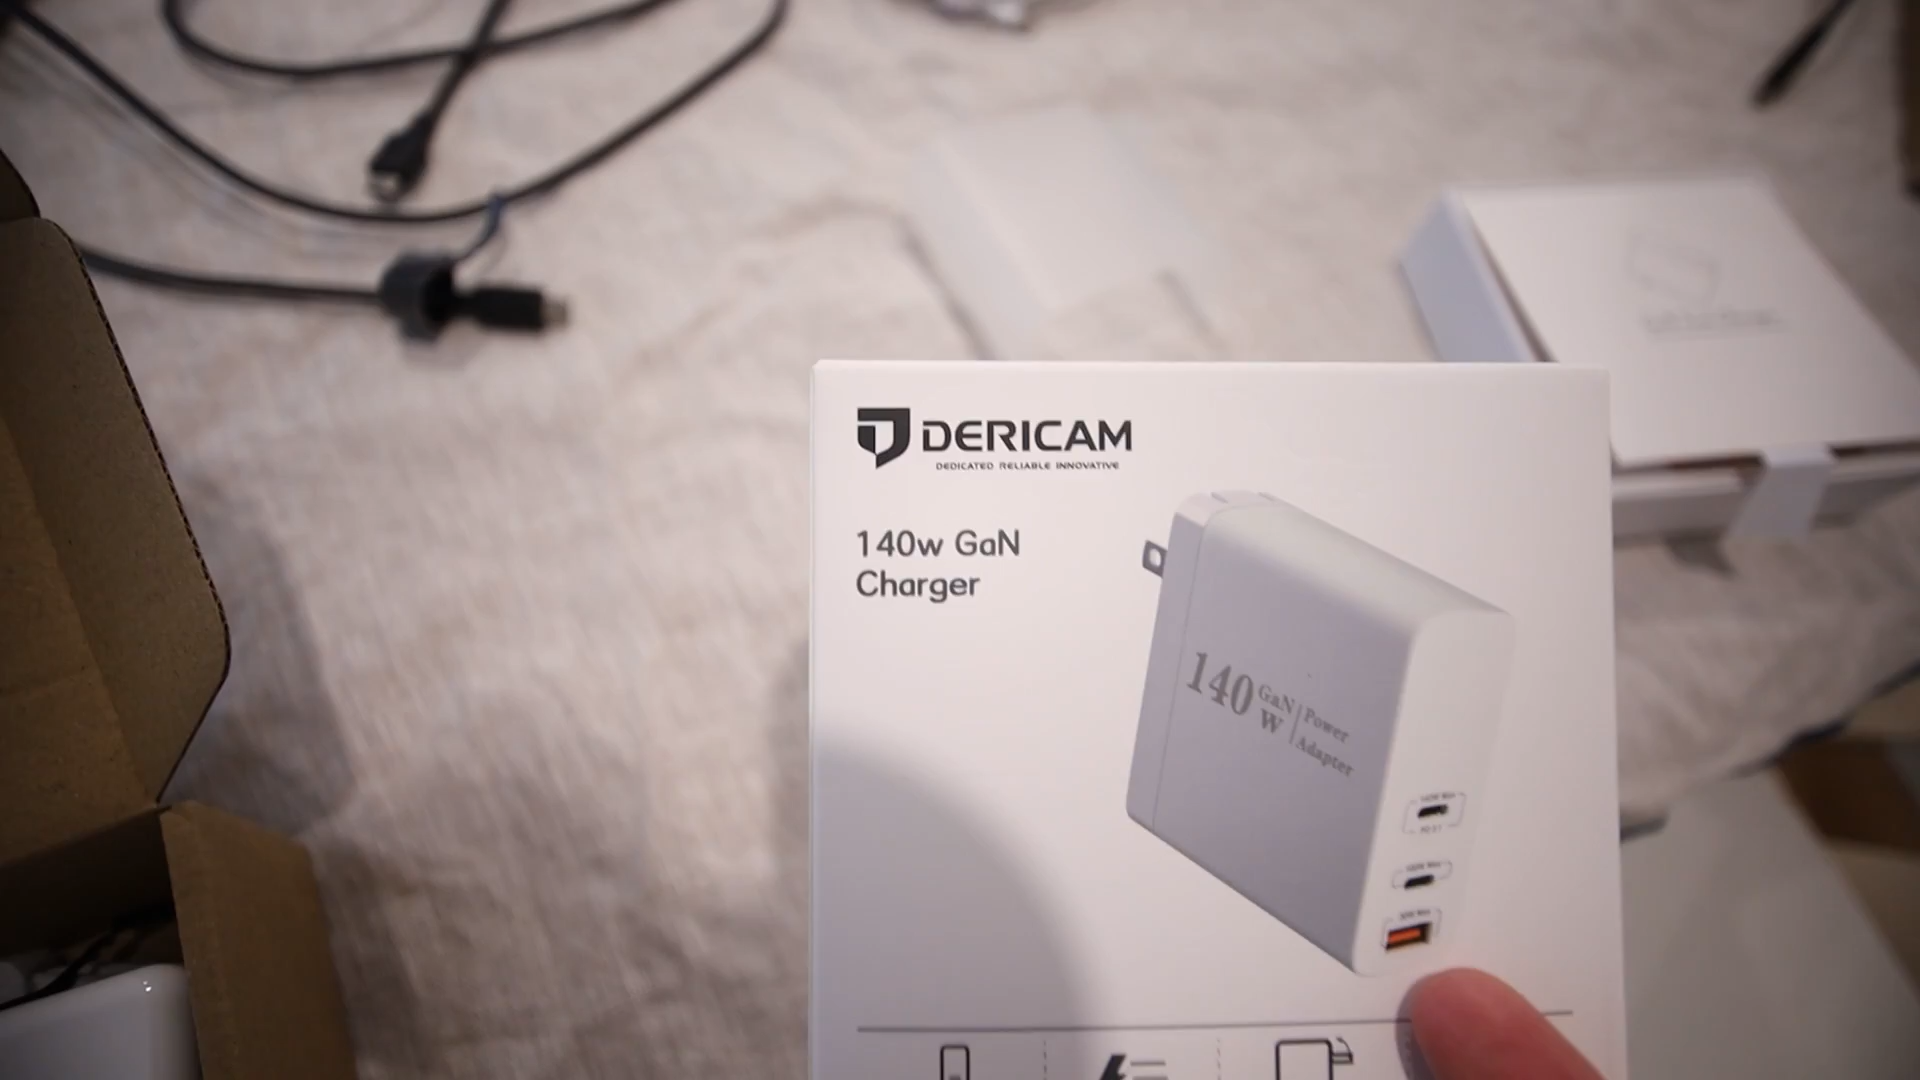 DERICAM
DEDICATED RELIABLE INNOVATIVE
140w GaN
Charger
140 GaN
W
Power
Adapter